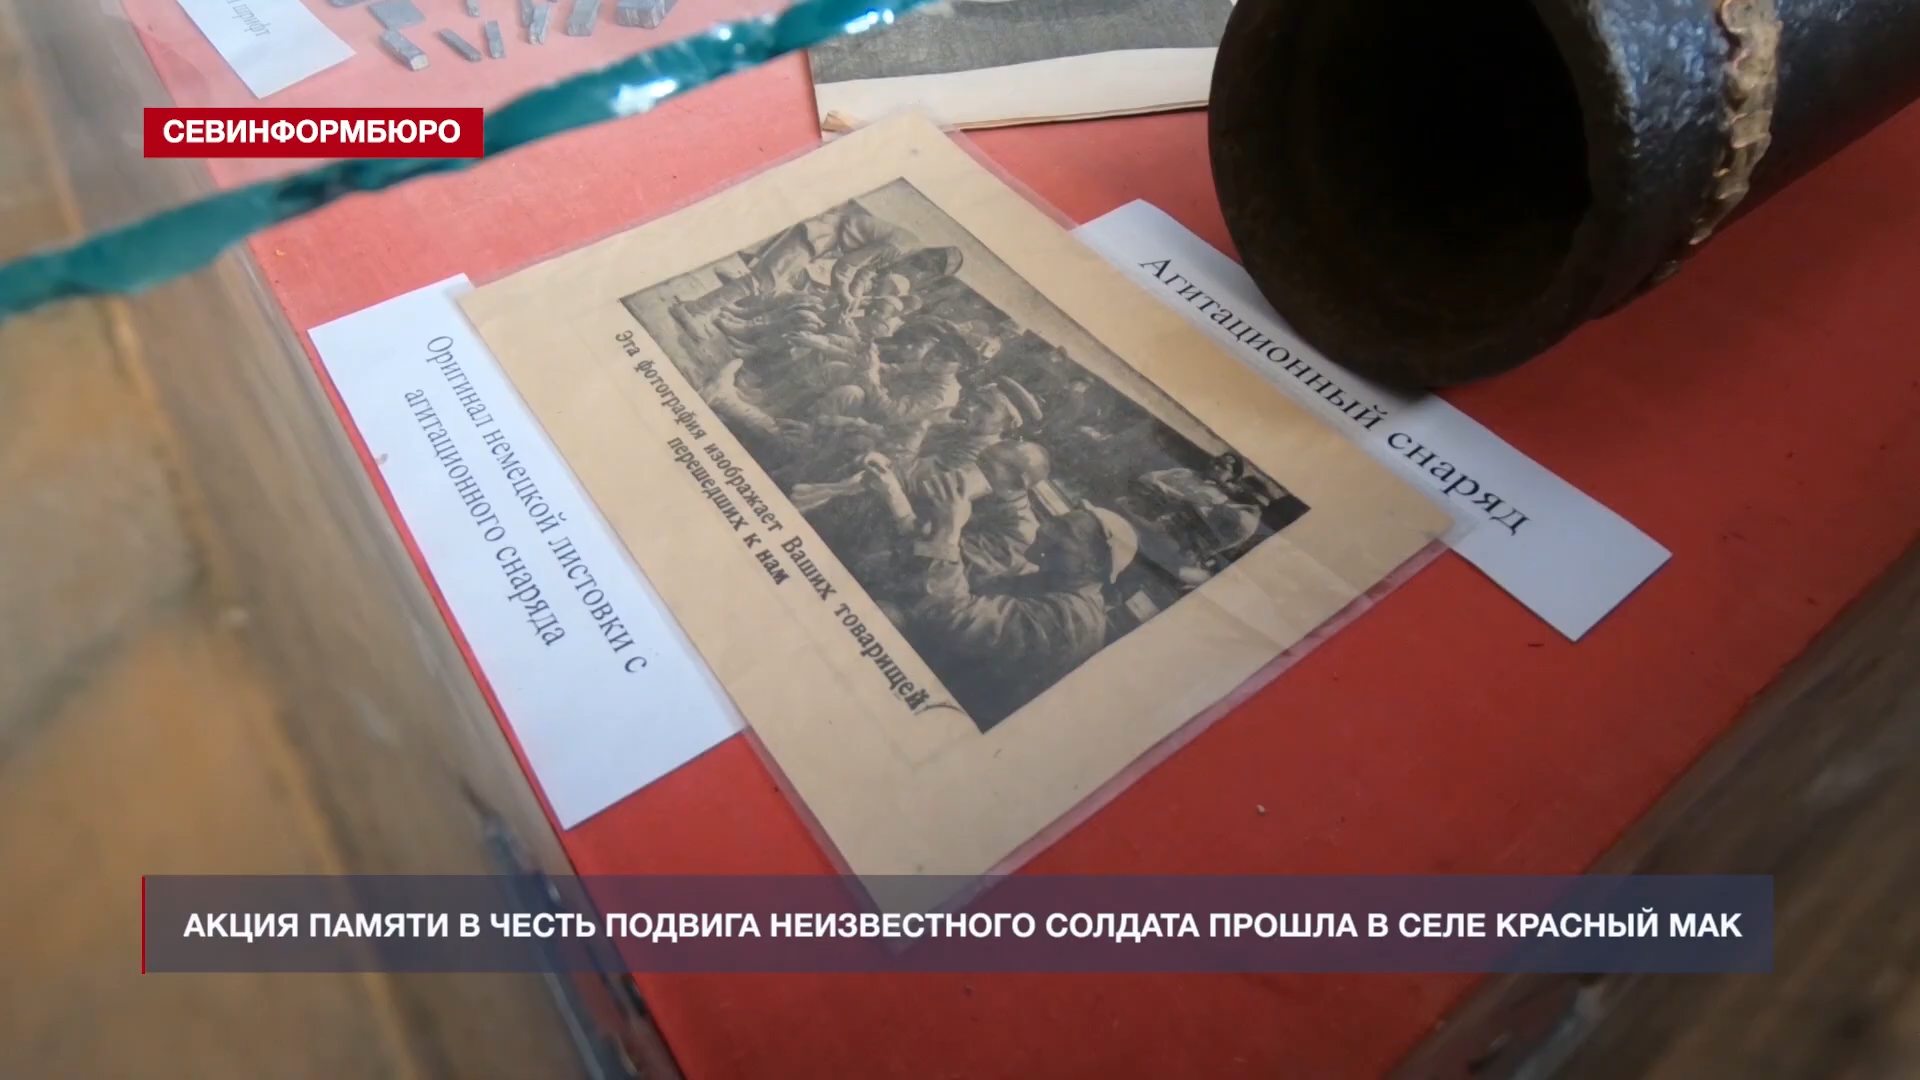 шрифт
СЕВИНФОРМБЮРО
Агитационный снаряд
Эта фотография изображает Ваших товарищей
перешедших к нам
Оригинал немецкой листовки с
агитационного снаряда
АКЦИЯ ПАМЯТИ В ЧЕСТЬ ПОДВИГА НЕИЗВЕСТНОГО СОЛДАТА ПРОШЛА В СЕЛЕ КРАСНЫЙ МАК